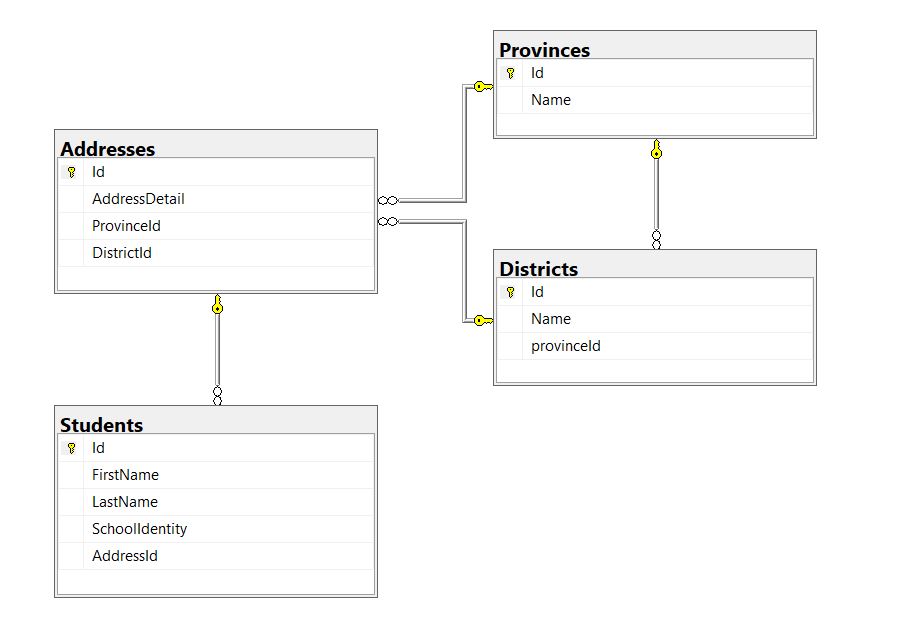 Provinces
Id
Name
Addresses
Id
AddressDetail
ProvinceId
DistrictId
Districts
Id
Name
provinceId
Students
Id
FirstName
LastName
SchoolIdentity
AddressId